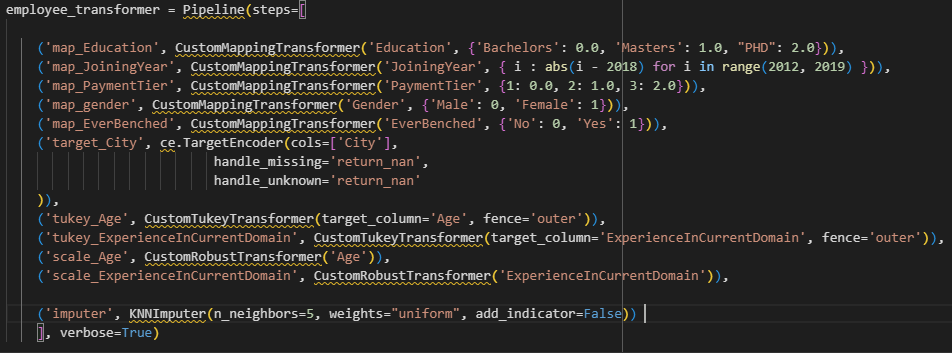 employee_transformer = Pipeline(steps=[
('map_Education', CustomMappingTransformer('Education', {'Bachelors': 0.0, 'Masters': 1.0, "PHD": 2.0})),
('map_JoiningYear', CustomMappingTransformer('JoiningYear', { i : abs(i - 2018) for i in range(2012, 2019) })),
('map_PaymentTier', CustomMappingTransformer('PaymentTier', {1: 0.0, 2: 1.0, 3: 2.0})),
('map_gender', CustomMappingTransformer('Gender', {'Male': 0, 'Female': 1})),
('map_EverBenched', CustomMappingTransformer('EverBenched', {'No': 0, 'Yes': 1})),
('target_City', ce.TargetEncoder(cols=['City'],
handle_missing='return_nan',
handle_unknown='return_nan'
)),
('tukey_Age', CustomTukeyTransformer(target_column='Age', fence='outer')),
('tukey_ExperienceInCurrentDomain', CustomTukeyTransformer(target_column='ExperienceInCurrentDomain', fence='outer')),
('scale_Age', CustomRobustTransformer('Age')),
('scale_ExperienceInCurrentDomain', CustomRobustTransformer('ExperienceInCurrentDomain')),
('imputer', KNNImputer(n_neighbors=5, weights="uniform", add_indicator=False))
], verbose=True)